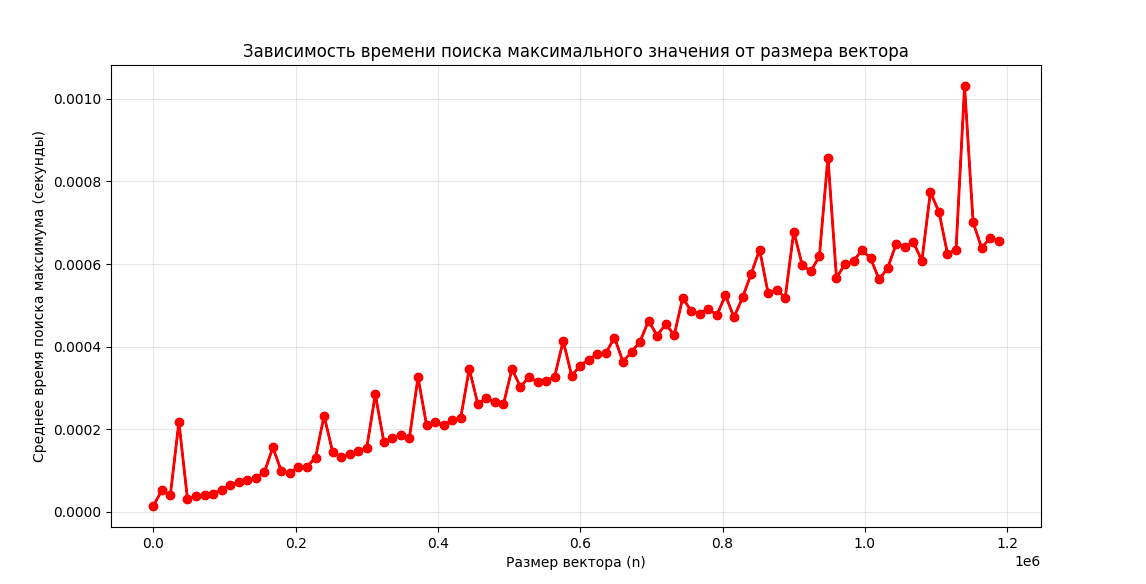 Зависимость времени поиска максимального значения от размера вектора
Среднее время поиска максимума (секунды)
0.0010
0.0008
0.0006
0.0004
0.0002
0.0000
0.0 0.2 0.4 0.6 0.8 1.0 1.2
1e6
Размер вектора (n)